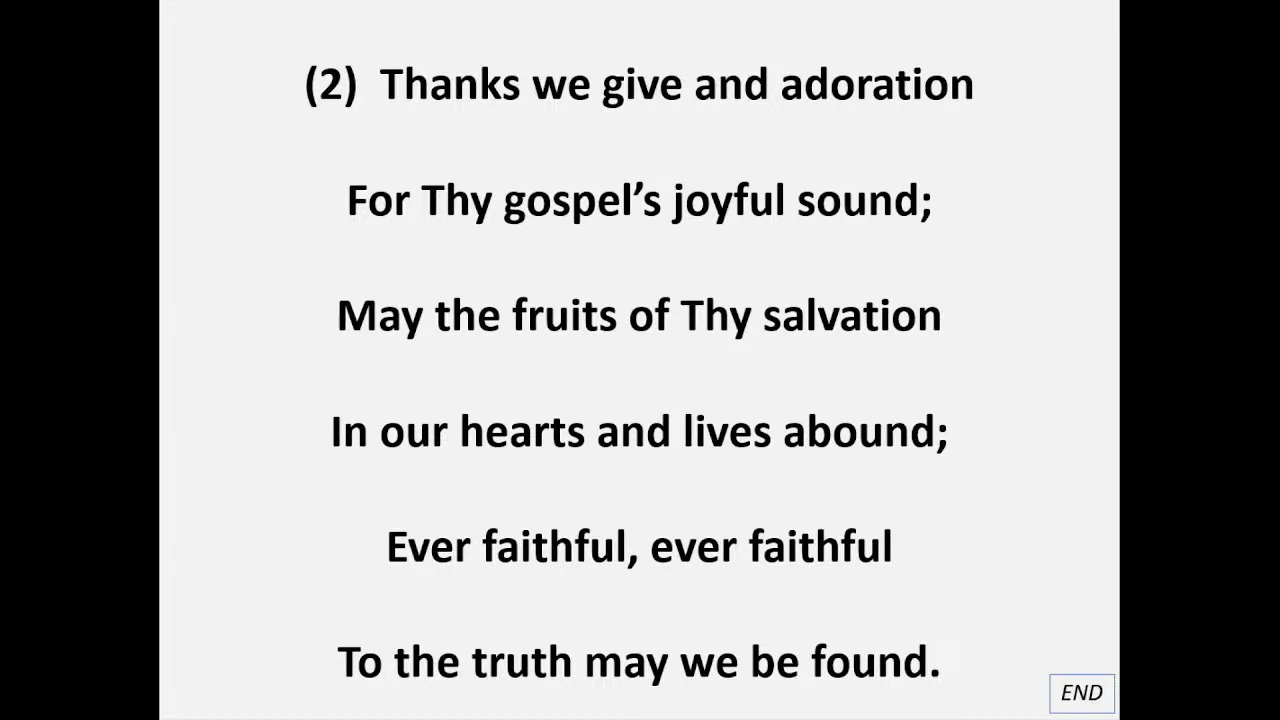 (2) Thanks we give and adoration
For Thy gospel’s joyful sound;
May the fruits of Thy salvation
In our hearts and lives abound;
Ever faithful, ever faithful
To the truth may we be found.
END